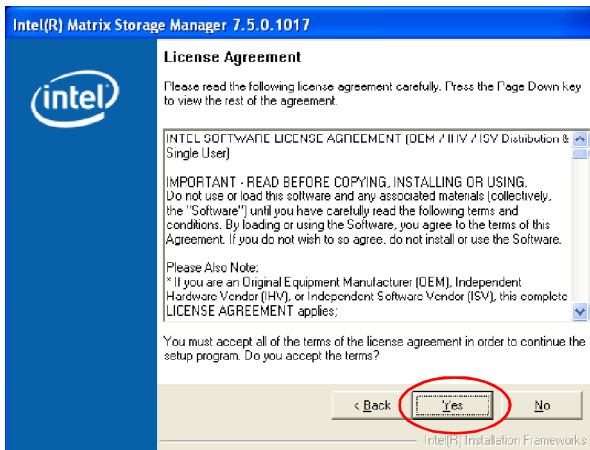 Intel(R) Matrix Storage Manager 7.5.0.1017
intel
License Agreement
Please read the following license agreement carefully. Press the Page Down key
to view the rest of the agreement.
INTEL SOFTWARE LICENSE AGREEMENT (OEM / IHV / ISV Distribution &
Single User)
IMPORTANT - READ BEFORE COPYING, INSTALLING OR USING.
Do not use or load this software and any associated materials (collectively,
the "Software") until you have carefully read the following terms and
conditions. By loading or using the Software, you agree to the terms of this
Agreement. If you do not wish to so agree, do not install or use the Software.
Please Also Note:
* If you are an Original Equipment Manufacturer (OEM), Independent
Hardware Vendor (IHV), or Independent Software Vendor (ISV), this complete
LICENSE AGREEMENT applies;
You must accept all of the terms of the license agreement in order to continue the
setup program. Do you accept the terms?
< Back
Yes
No
Intel(R) Installation Frameworks